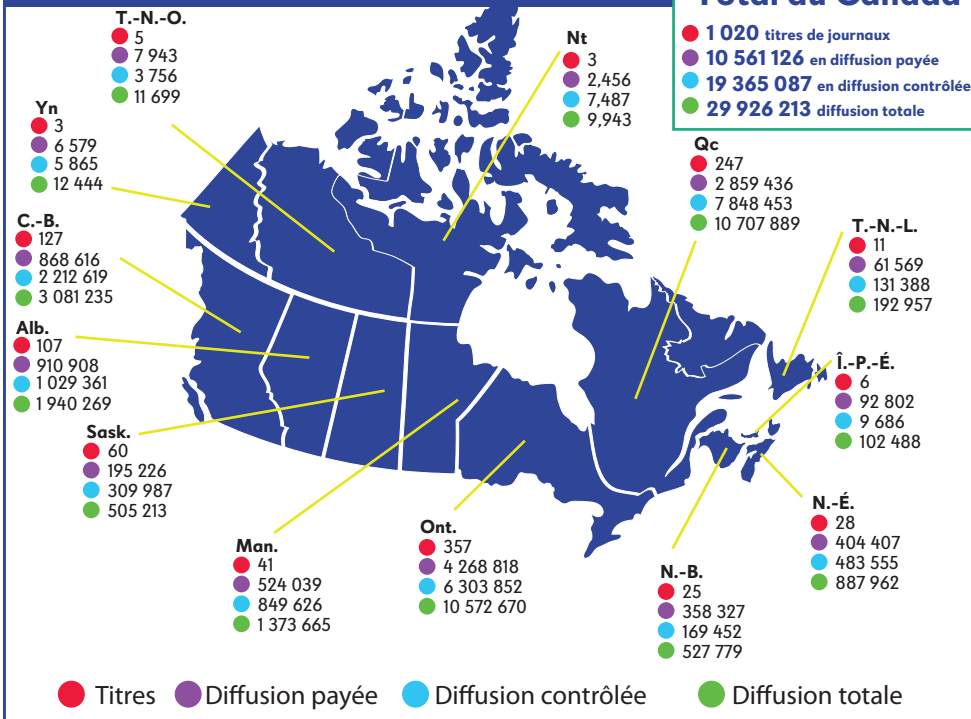 Total du Canada
1 020 titres de journaux
10 561 126 en diffusion payée
19 365 087 en diffusion contrôlée
29 926 213 diffusion totale
T.-N.-O.
5
7 943
3 756
11 699
Nt
3
2,456
7,487
9,943
Yn
3
6 579
5 865
12 444
Qc
247
2 859 436
7 848 453
10 707 889
C.-B.
127
868 616
2 212 619
3 081 235
T.-N.-L.
11
61 569
131 388
192 957
Alb.
107
910 908
1 029 361
1 940 269
Î.-P.-É.
6
92 802
9 686
102 488
Sask.
60
195 226
309 987
505 213
N.-É.
28
404 407
483 555
887 962
Man.
41
524 039
849 626
1 373 665
Ont.
357
4 268 818
6 303 852
10 572 670
N.-B.
25
358 327
169 452
527 779
Titres Diffusion payée Diffusion contrôlée Diffusion totale